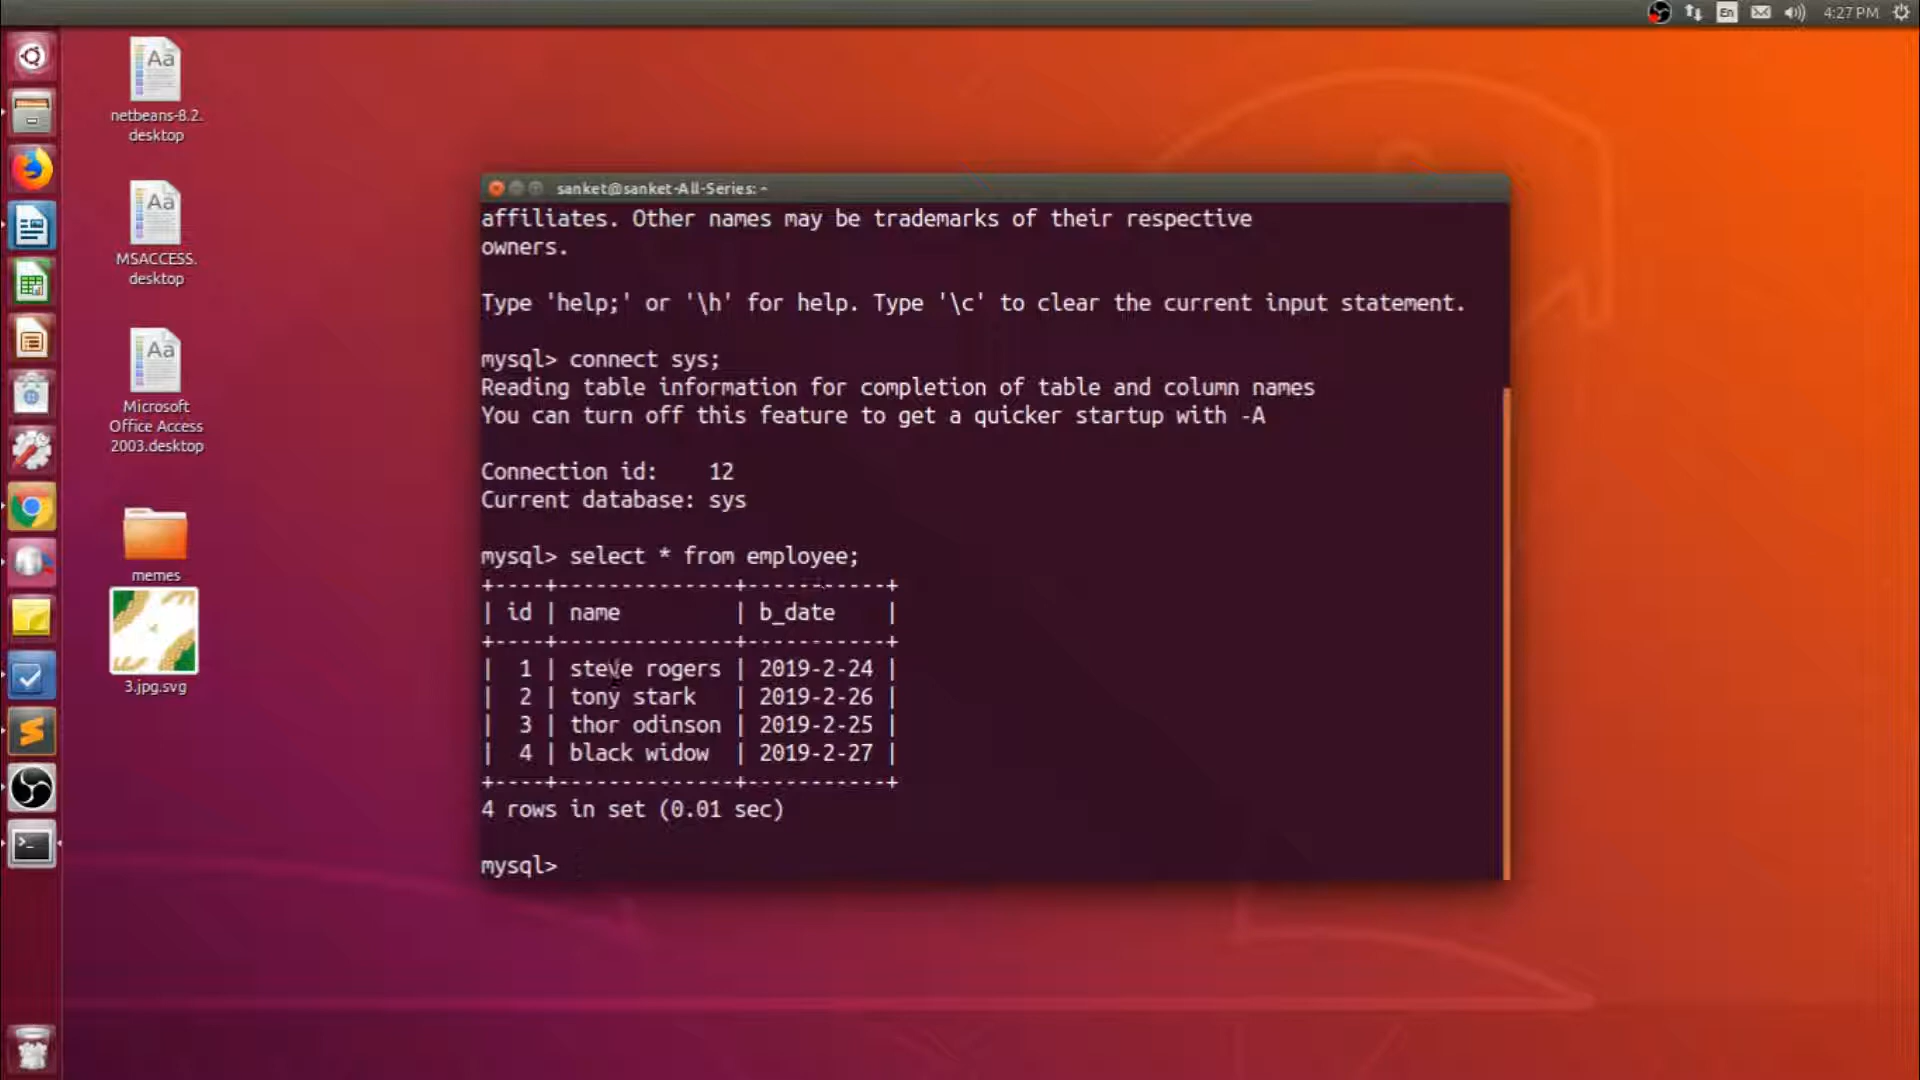 En
4:27 PM
netbeans-8.2.
desktop
MSACCESS.
desktop
Microsoft
Office Access
2003.desktop
memes
3.jpg.svg
sanket@sanket-All-Series: ~
affiliates. Other names may be trademarks of their respective
owners.
Type 'help;' or '\h' for help. Type '\c' to clear the current input statement.
mysql> connect sys;
Reading table information for completion of table and column names
You can turn off this feature to get a quicker startup with -A
Connection id:    12
Current database: sys
mysql> select * from employee;
+----+--------------+-----------+
| id | name         | b_date    |
+----+--------------+-----------+
|  1 | steve rogers | 2019-2-24 |
|  2 | tony stark   | 2019-2-26 |
|  3 | thor odinson | 2019-2-25 |
|  4 | black widow  | 2019-2-27 |
+----+--------------+-----------+
4 rows in set (0.01 sec)
mysql>